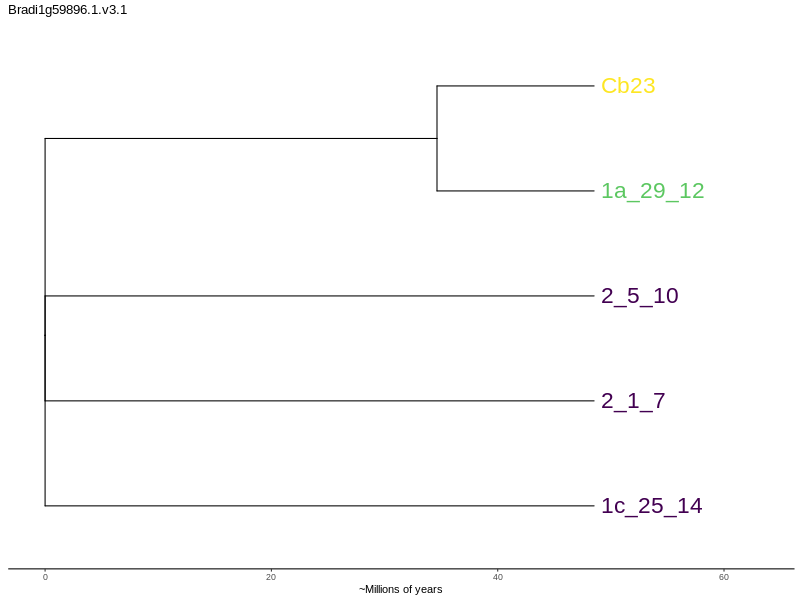 Bradi1g59896.1.v3.1
Cb23
1a_29_12
2_5_10
2_1_7
1c_25_14
0 20 40 60
~Millions of years